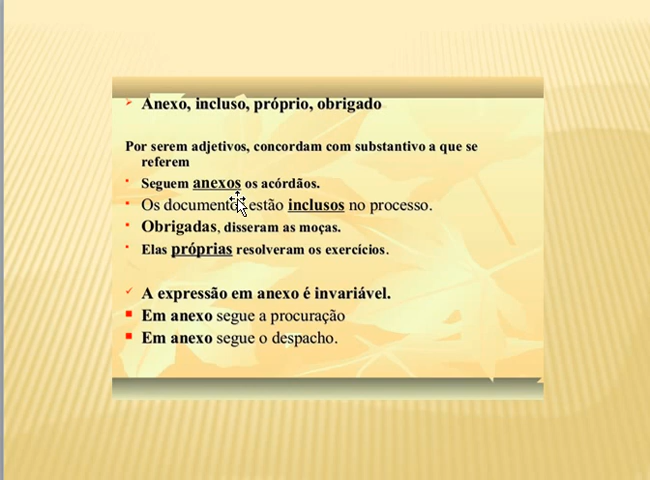 Anexo, incluso, próprio, obrigado
Por serem adjetivos, concordam com substantivo a que se
referem
Seguem anexos os acórdãos.
Os documentos estão inclusos no processo.
Obrigadas, disseram as moças.
Elas próprias resolveram os exercícios.
A expressão em anexo é invariável.
Em anexo segue a procuração
Em anexo segue o despacho.